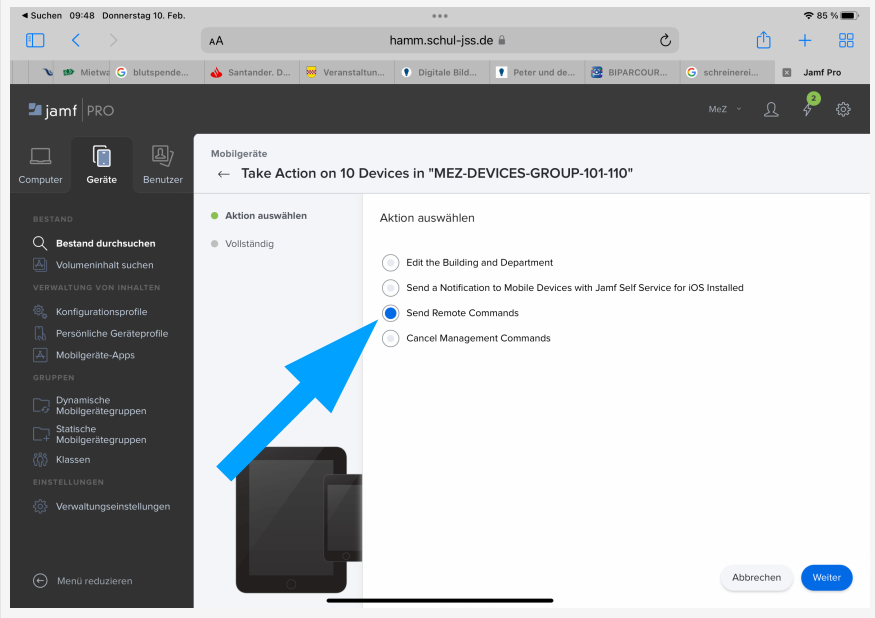 ◀ Suchen 09:48 Donnerstag 10. Feb.
85 %
AA
hamm.schul-jss.de
Mietwa
blutspende...
Santander. D...
Veranstaltun...
Digitale Bild...
Peter und de...
BIPARCOUR...
schreinerei...
Jamf Pro
jamf PRO
MeZ
2
Computer
Geräte
Benutzer
Mobilgeräte
← Take Action on 10 Devices in "MEZ-DEVICES-GROUP-101-110"
BESTAND
Bestand durchsuchen
Volumeninhalt suchen
VERWALTUNG VON INHALTEN
Konfigurationsprofile
Persönliche Geräteprofile
Mobilgeräte-Apps
GRUPPEN
Dynamische
Mobilgerätegruppen
Statische
Mobilgerätegruppen
Klassen
EINSTELLUNGEN
Verwaltungseinstellungen
Menü reduzieren
Aktion auswählen
Vollständig
Aktion auswählen
Edit the Building and Department
Send a Notification to Mobile Devices with Jamf Self Service for iOS Installed
Send Remote Commands
Cancel Management Commands
Abbrechen
Weiter